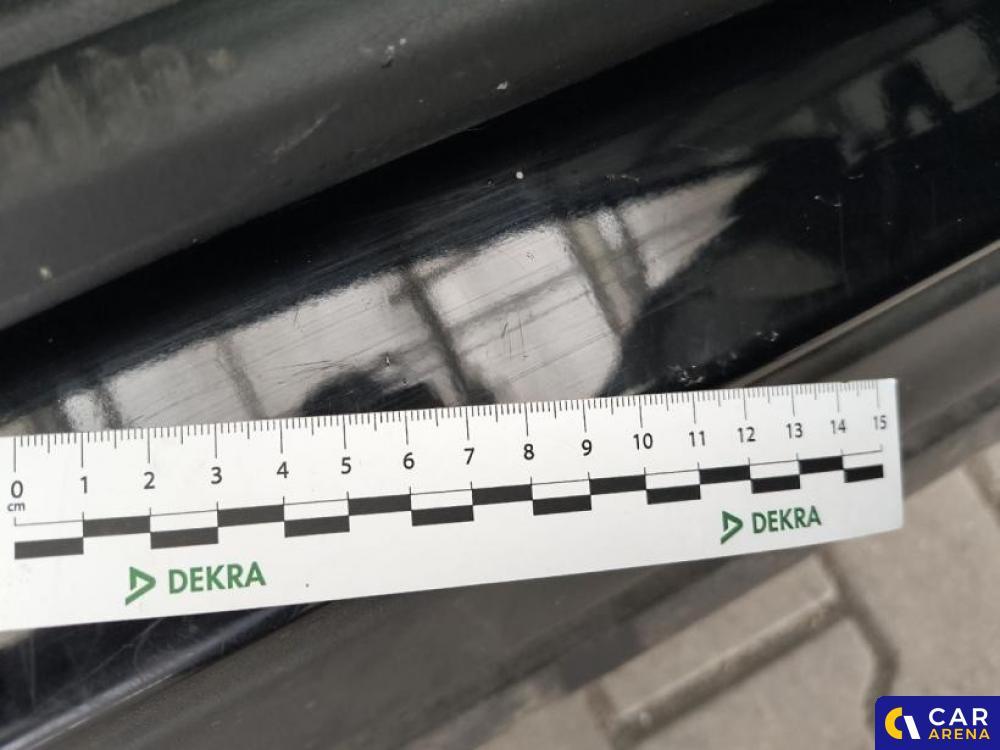 0 1 2 3 4 5 6 7 8 9 10 11 12 13 14 15
cm
DEKRA DEKRA
CAR
ARENA